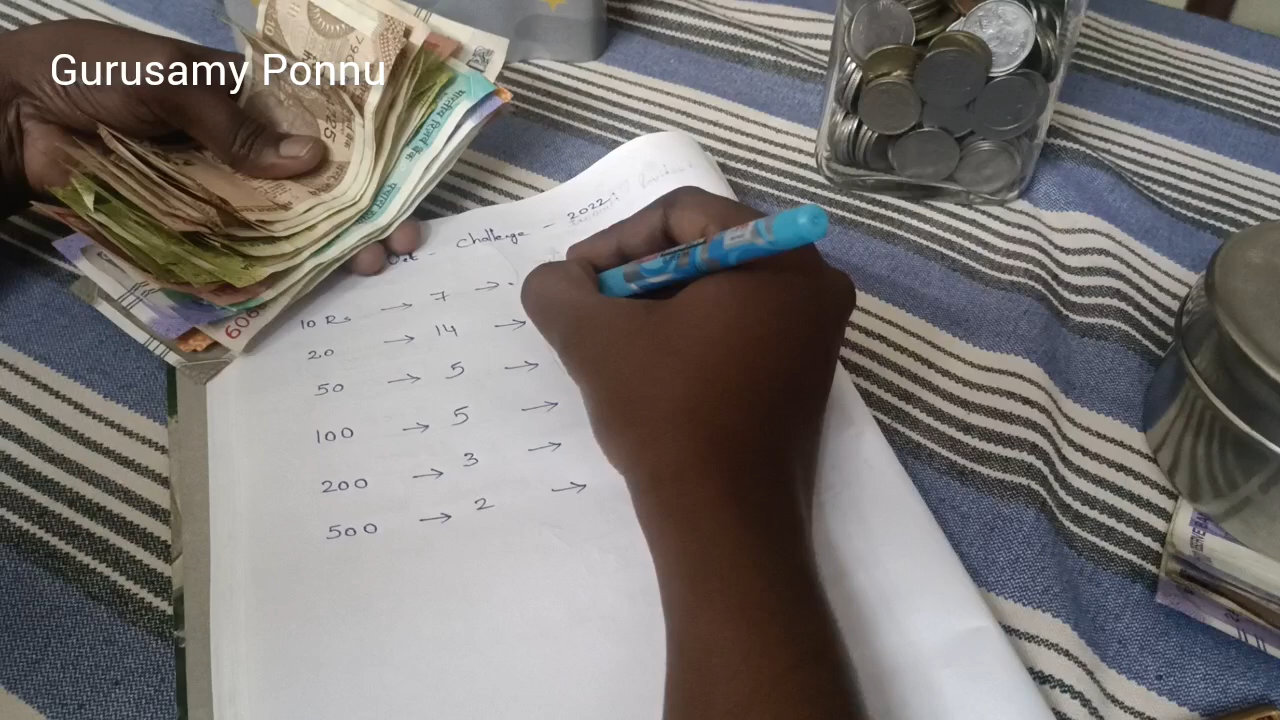 Gurusamy Ponnu
Challenge - 2022
10 Rs → 7 →
20 → 14 →
50 → 5 →
100 → 5 →
200 → 3 →
500 → 2 →